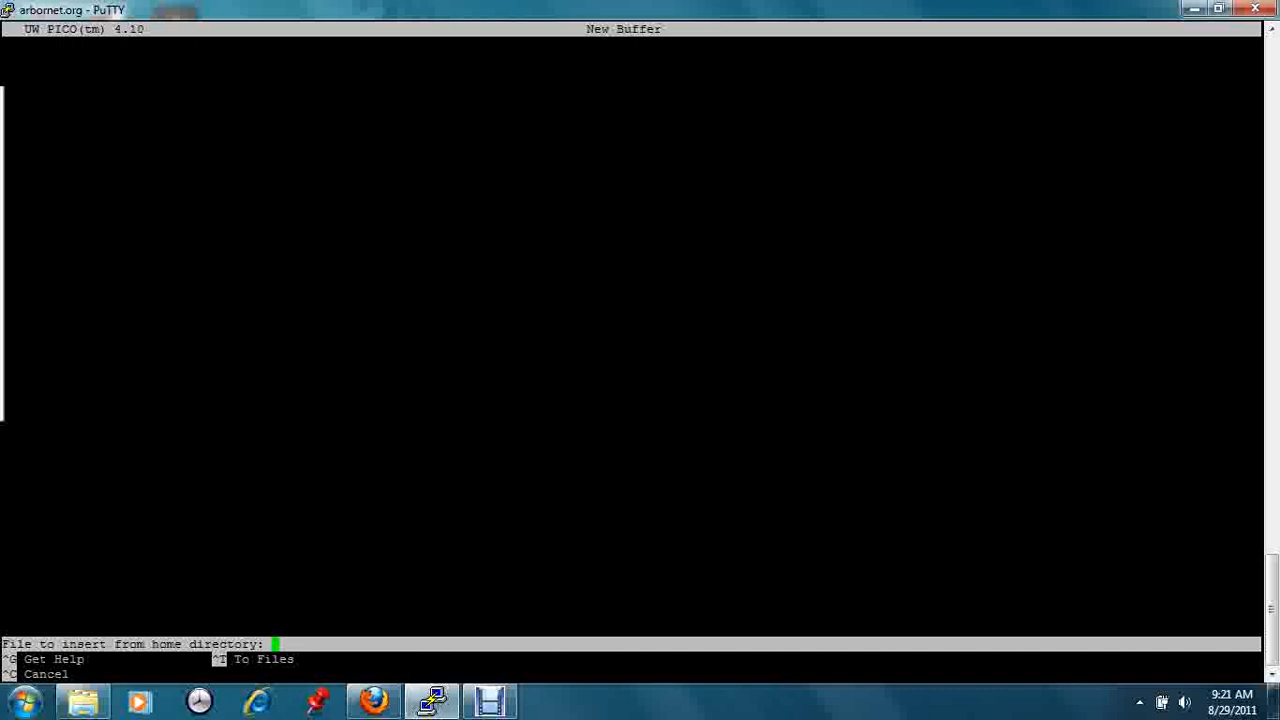 arbornet.org - PuTTY
UW PICO(tm) 4.10 New Buffer
File to insert from home directory:
^G Get Help ^T To Files
^C Cancel
9:21 AM
8/29/2011